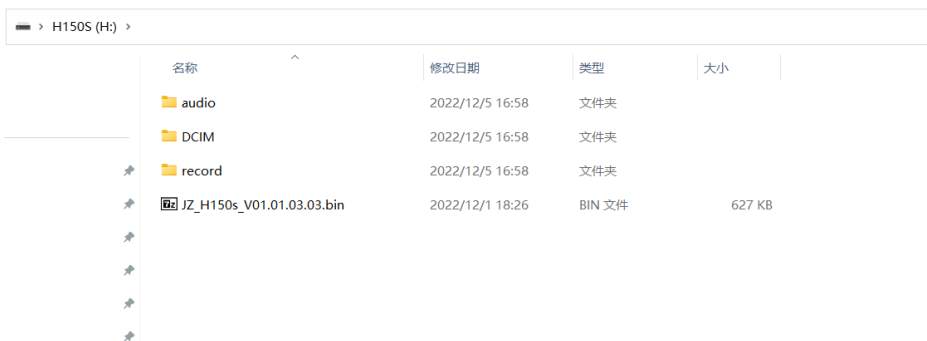 H150S (H:)
名称 修改日期 类型 大小
audio 2022/12/5 16:58 文件夹
DCIM 2022/12/5 16:58 文件夹
record 2022/12/5 16:58 文件夹
7z JZ_H150s_V01.01.03.03.bin 2022/12/1 18:26 BIN 文件 627 KB